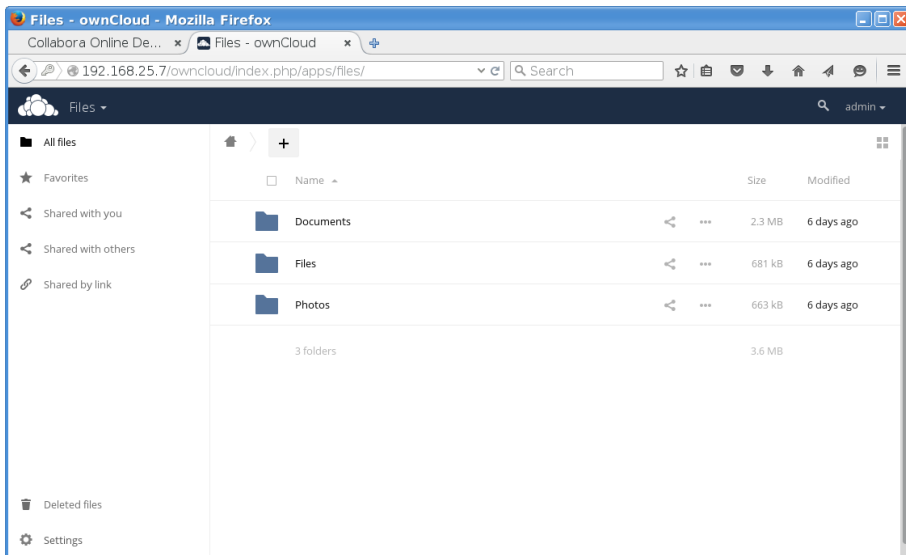 Files - ownCloud - Mozilla Firefox
Collabora Online De... Files - ownCloud
192.168.25.7/owncloud/index.php/apps/files/ Search
Files admin
All files
Favorites
Shared with you
Shared with others
Shared by link
Deleted files
Settings
Name Size Modified
Documents 2.3 MB 6 days ago
Files 681 kB 6 days ago
Photos 663 kB 6 days ago
3 folders 3.6 MB